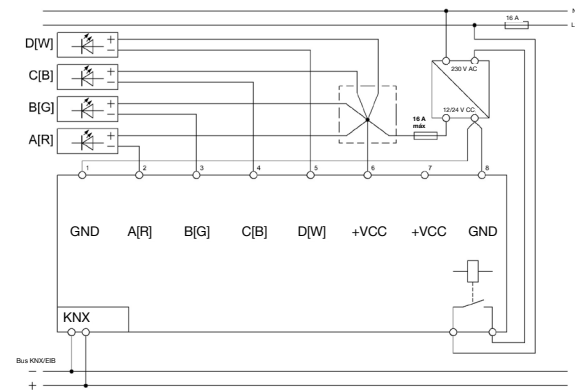 N
16 A
L
D[W] + −
230 V AC
C[B] + −
B[G] + −
12/24 V CC
16 A
máx
A[R] + −
1 2 3 4 5 6 7 8
GND A[R] B[G] C[B] D[W] +VCC +VCC GND
KNX
Bus KNX/EIB
−
+